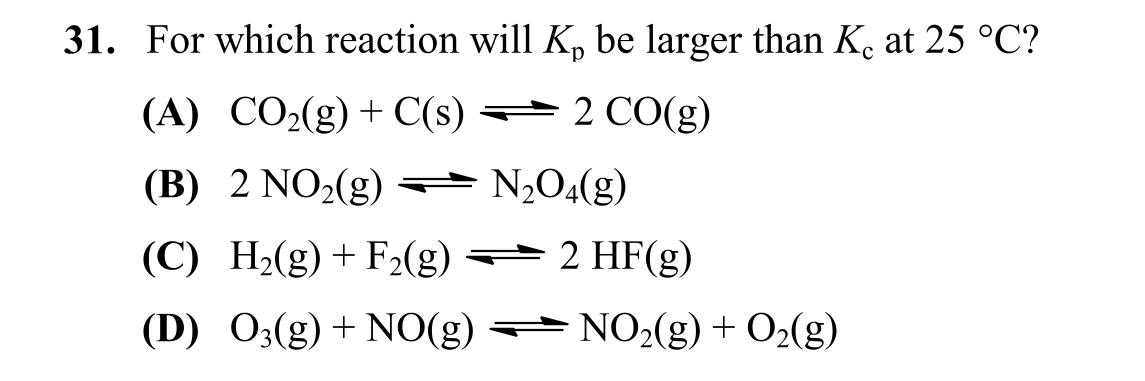 31. For which reaction will Kₚ be larger than K꜀ at 25 °C?
(A) CO₂(g) + C(s) ⇌ 2 CO(g)
(B) 2 NO₂(g) ⇌ N₂O₄(g)
(C) H₂(g) + F₂(g) ⇌ 2 HF(g)
(D) O₃(g) + NO(g) ⇌ NO₂(g) + O₂(g)